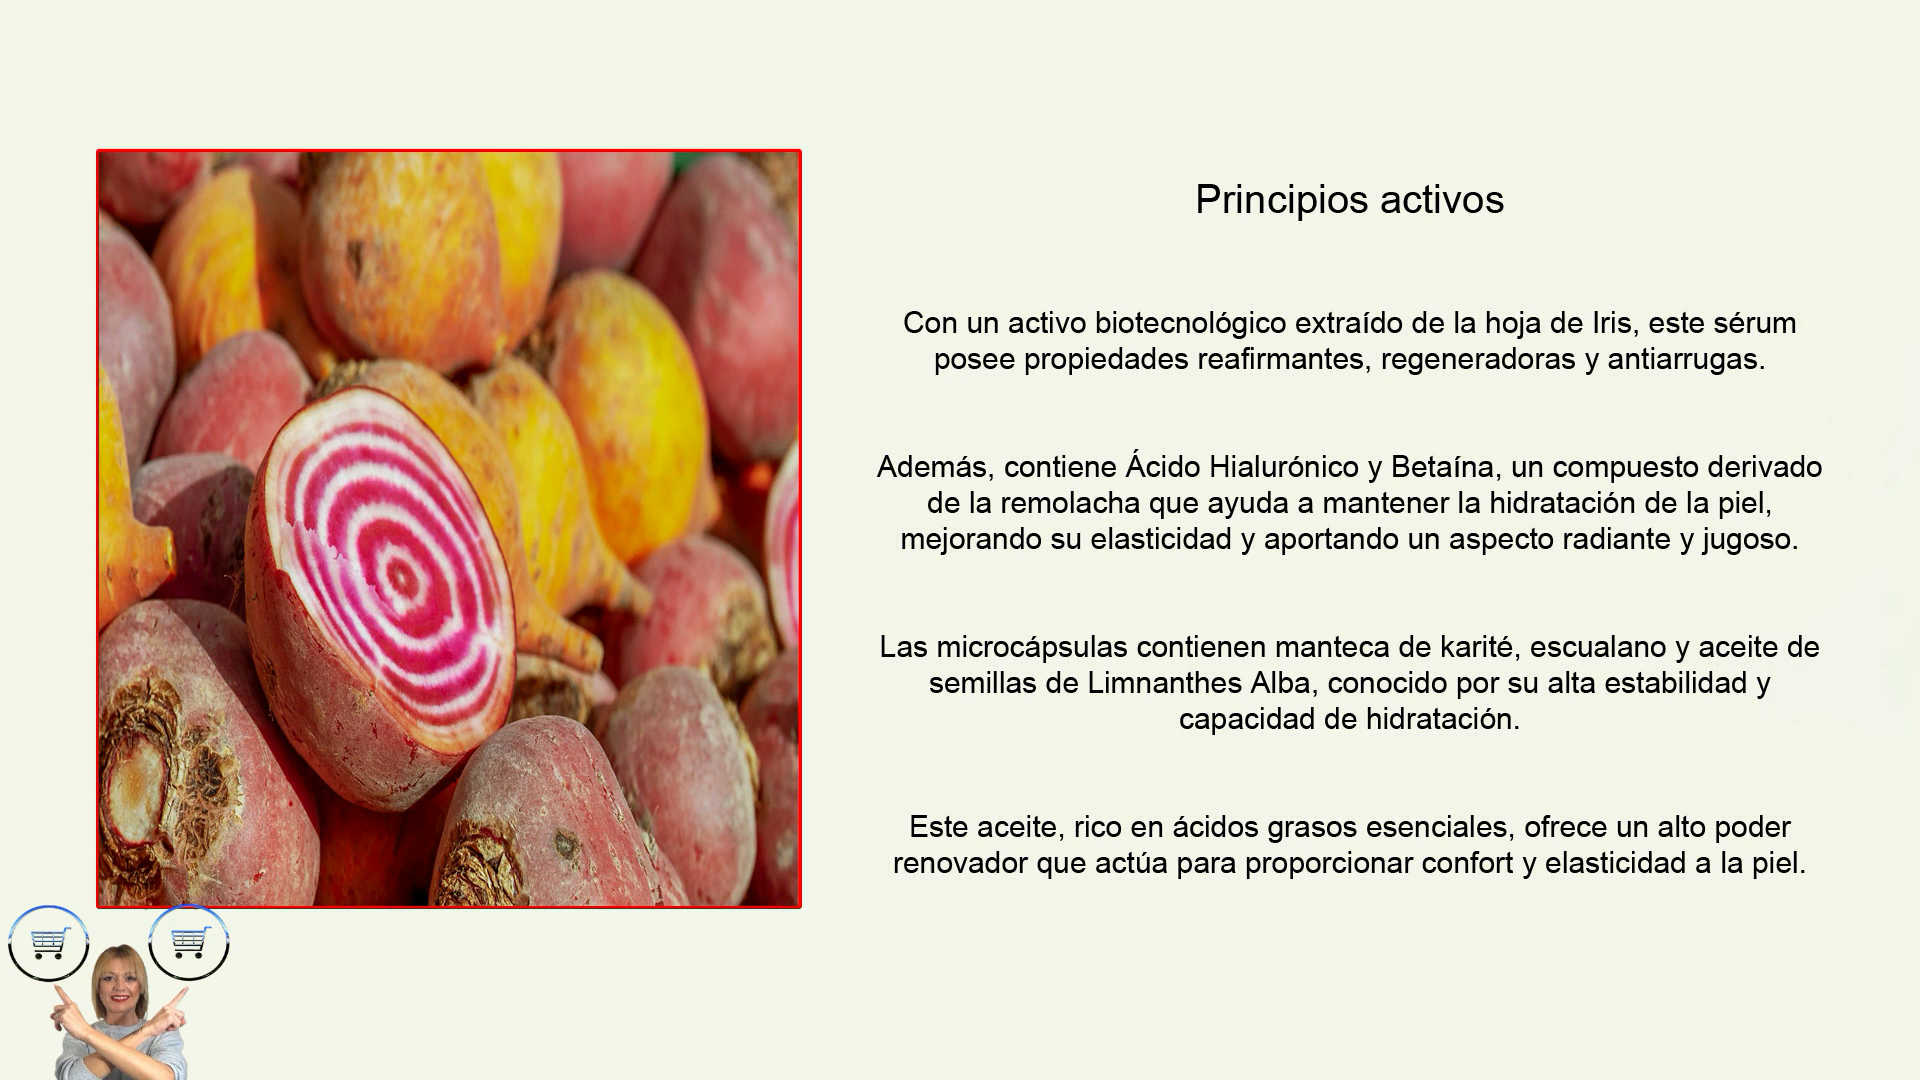 Principios activos
Con un activo biotecnológico extraído de la hoja de Iris, este sérum
posee propiedades reafirmantes, regeneradoras y antiarrugas.
Además, contiene Ácido Hialurónico y Betaína, un compuesto derivado
de la remolacha que ayuda a mantener la hidratación de la piel,
mejorando su elasticidad y aportando un aspecto radiante y jugoso.
Las microcápsulas contienen manteca de karité, escualano y aceite de
semillas de Limnanthes Alba, conocido por su alta estabilidad y
capacidad de hidratación.
Este aceite, rico en ácidos grasos esenciales, ofrece un alto poder
renovador que actúa para proporcionar confort y elasticidad a la piel.